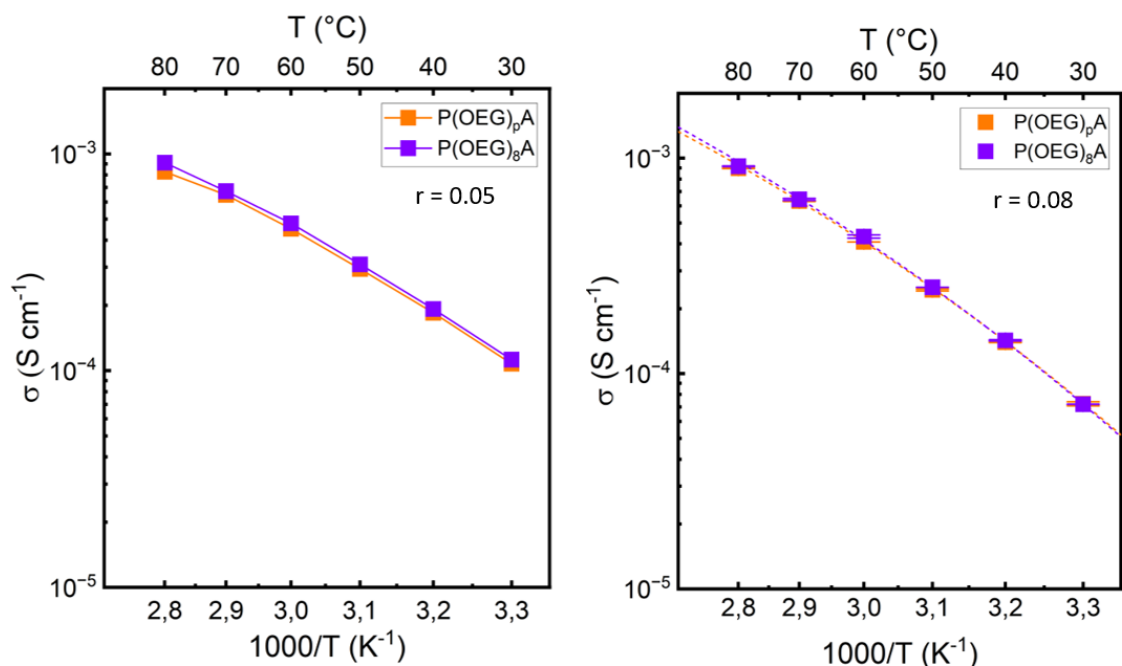 T (°C)
80 70 60 50 40 30
P(OEG)ₚA
P(OEG)₈A
r = 0.05
10⁻³
10⁻⁴
10⁻⁵
σ (S cm⁻¹)
2,8 2,9 3,0 3,1 3,2 3,3
1000/T (K⁻¹)
T (°C)
80 70 60 50 40 30
P(OEG)ₚA
P(OEG)₈A
r = 0.08
10⁻³
10⁻⁴
10⁻⁵
σ (S cm⁻¹)
2,8 2,9 3,0 3,1 3,2 3,3
1000/T (K⁻¹)